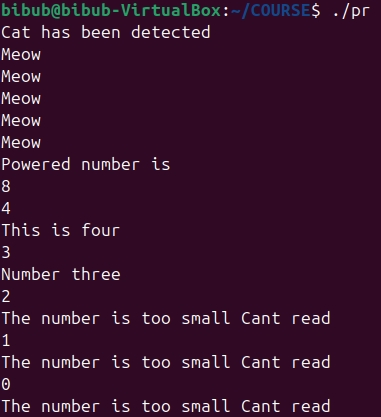 bibub@bibub-VirtualBox:~/COURSE$ ./pr
Cat has been detected
Meow
Meow
Meow
Meow
Meow
Powered number is
8
4
This is four
3
Number three
2
The number is too small Cant read
1
The number is too small Cant read
0
The number is too small Cant read